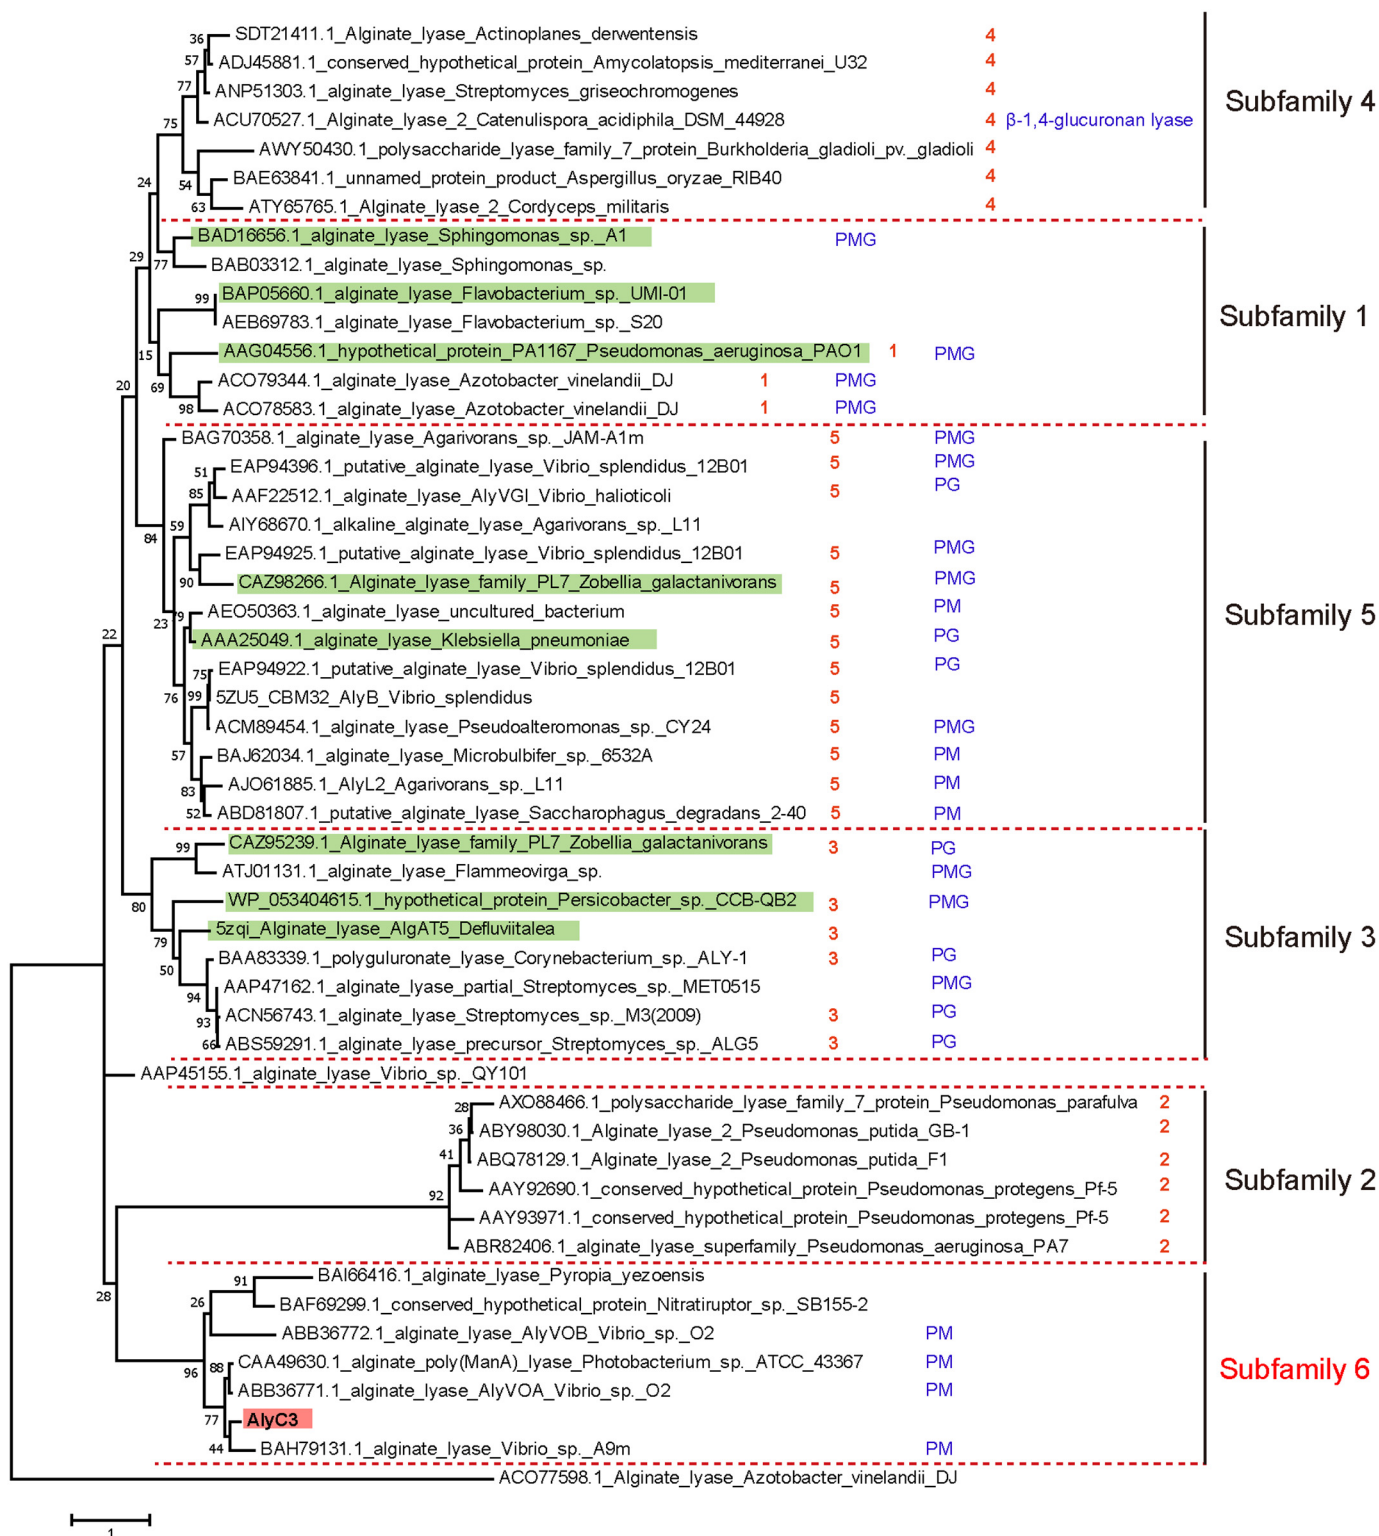 36 SDT21411.1_Alginate_lyase_Actinoplanes_derwentensis 4
57 ADJ45881.1_conserved_hypothetical_protein_Amycolatopsis_mediterranei_U32 4
77 ANP51303.1_alginate_lyase_Streptomyces_griseochromogenes 4
Subfamily 4
75 ACU70527.1_Alginate_lyase_2_Catenulispora_acidiphila_DSM_44928 4 β-1,4-glucuronan lyase
AWY50430.1_polysaccharide_lyase_family_7_protein_Burkholderia_gladioli_pv._gladioli 4
24 54 BAE63841.1_unnamed_protein_product_Aspergillus_oryzae_RIB40 4
63 ATY65765.1_Alginate_lyase_2_Cordyceps_militaris 4
BAD16656.1_alginate_lyase_Sphingomonas_sp._A1 PMG
29 77 BAB03312.1_alginate_lyase_Sphingomonas_sp.
99 BAP05660.1_alginate_lyase_Flavobacterium_sp._UMI-01
AEB69783.1_alginate_lyase_Flavobacterium_sp._S20
Subfamily 1
15 AAG04556.1_hypothetical_protein_PA1167_Pseudomonas_aeruginosa_PAO1 1 PMG
20 69 ACO79344.1_alginate_lyase_Azotobacter_vinelandii_DJ 1 PMG
98 ACO78583.1_alginate_lyase_Azotobacter_vinelandii_DJ 1 PMG
BAG70358.1_alginate_lyase_Agarivorans_sp._JAM-A1m 5 PMG
51 EAP94396.1_putative_alginate_lyase_Vibrio_splendidus_12B01 5 PMG
85 AAF22512.1_alginate_lyase_AlyVGI_Vibrio_halioticoli 5 PG
84 59 AIY68670.1_alkaline_alginate_lyase_Agarivorans_sp._L11
EAP94925.1_putative_alginate_lyase_Vibrio_splendidus_12B01 5 PMG
90 CAZ98266.1_Alginate_lyase_family_PL7_Zobellia_galactanivorans 5 PMG
23 79 AEO50363.1_alginate_lyase_uncultured_bacterium 5 PM
Subfamily 5
22 AAA25049.1_alginate_lyase_Klebsiella_pneumoniae 5 PG
75 EAP94922.1_putative_alginate_lyase_Vibrio_splendidus_12B01 5 PG
76 99 5ZU5_CBM32_AlyB_Vibrio_splendidus 5
ACM89454.1_alginate_lyase_Pseudoalteromonas_sp._CY24 5 PMG
57 BAJ62034.1_alginate_lyase_Microbulbifer_sp._6532A 5 PM
83 AJO61885.1_AlyL2_Agarivorans_sp._L11 5 PM
52 ABD81807.1_putative_alginate_lyase_Saccharophagus_degradans_2-40 5 PM
99 CAZ95239.1_Alginate_lyase_family_PL7_Zobellia_galactanivorans 3 PG
ATJ01131.1_alginate_lyase_Flammeovirga_sp. PMG
80 WP_053404615.1_hypothetical_protein_Persicobacter_sp._CCB-QB2 3 PMG
79 5zqi_Alginate_lyase_AlgAT5_Defluviitalea 3
Subfamily 3
50 BAA83339.1_polyguluronate_lyase_Corynebacterium_sp._ALY-1 3 PG
94 AAP47162.1_alginate_lyase_partial_Streptomyces_sp._MET0515 PMG
93 ACN56743.1_alginate_lyase_Streptomyces_sp._M3(2009) 3 PG
66 ABS59291.1_alginate_lyase_precursor_Streptomyces_sp._ALG5 3 PG
AAP45155.1_alginate_lyase_Vibrio_sp._QY101
28 AXO88466.1_polysaccharide_lyase_family_7_protein_Pseudomonas_parafulva 2
36 ABY98030.1_Alginate_lyase_2_Pseudomonas_putida_GB-1 2
41 ABQ78129.1_Alginate_lyase_2_Pseudomonas_putida_F1 2
Subfamily 2
92 AAY92690.1_conserved_hypothetical_protein_Pseudomonas_protegens_Pf-5 2
AAY93971.1_conserved_hypothetical_protein_Pseudomonas_protegens_Pf-5 2
ABR82406.1_alginate_lyase_superfamily_Pseudomonas_aeruginosa_PA7 2
91 BAI66416.1_alginate_lyase_Pyropia_yezoensis
28 26 BAF69299.1_conserved_hypothetical_protein_Nitratiruptor_sp._SB155-2
ABB36772.1_alginate_lyase_AlyVOB_Vibrio_sp._O2 PM
96 88 CAA49630.1_alginate_poly(ManA)_lyase_Photobacterium_sp._ATCC_43367 PM
Subfamily 6
ABB36771.1_alginate_lyase_AlyVOA_Vibrio_sp._O2 PM
77 AlyC3
44 BAH79131.1_alginate_lyase_Vibrio_sp._A9m PM
ACO77598.1_Alginate_lyase_Azotobacter_vinelandii_DJ
1